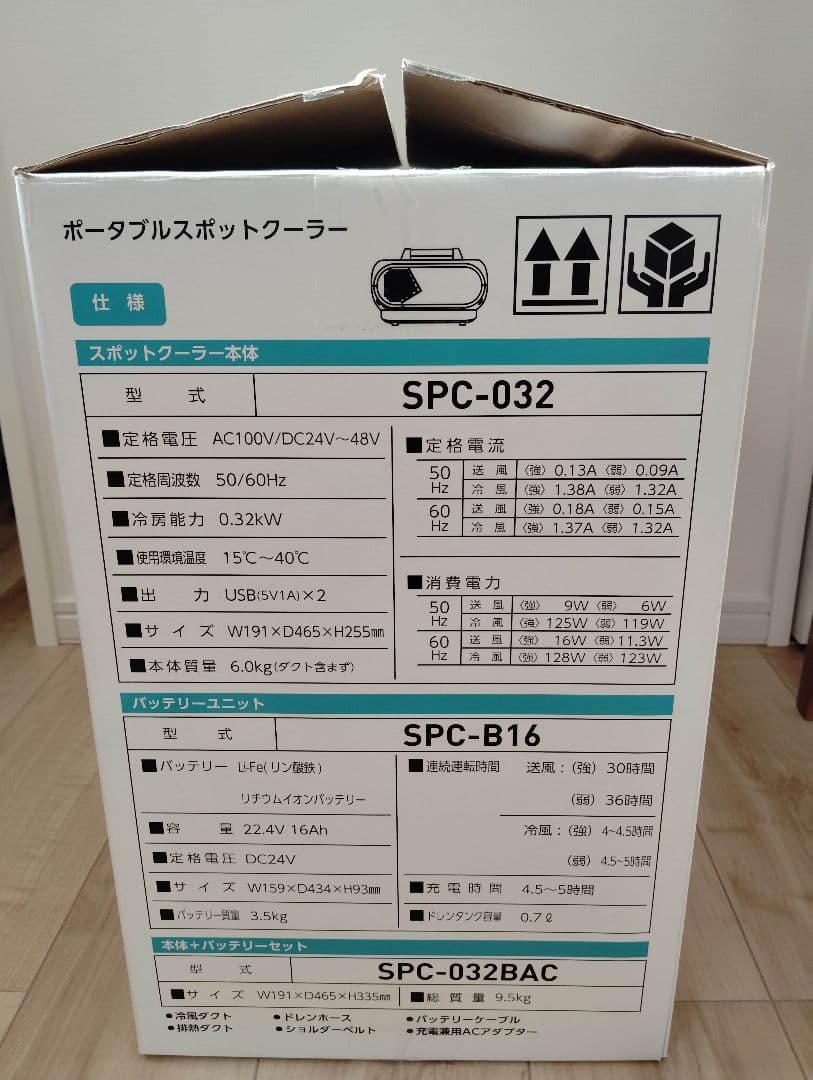 ポータブルスポットクーラー
仕様
スポットクーラー本体
型式 SPC-032
■定格電圧 AC100V/DC24V～48V
■定格周波数 50/60Hz
■冷房能力 0.32kW
■使用環境温度 15℃～40℃
■出力 USB(5V1A)×2
■サイズ W191×D465×H255mm
■本体質量 6.0kg(ダクト含まず)
■定格電流
50Hz 送風 〈強〉0.13A〈弱〉0.09A
冷風 〈強〉1.38A〈弱〉1.32A
60Hz 送風 〈強〉0.18A〈弱〉0.15A
冷風 〈強〉1.37A〈弱〉1.32A
■消費電力
50Hz 送風 〈強〉 9W〈弱〉 6W
冷風 〈強〉125W〈弱〉119W
60Hz 送風 〈強〉 16W〈弱〉11.3W
冷風 〈強〉128W〈弱〉123W
バッテリーユニット
型式 SPC-B16
■バッテリー Li-Fe(リン酸鉄)
リチウムイオンバッテリー
■容量 22.4V 16Ah
■定格電圧 DC24V
■サイズ W159×D434×H93mm
■バッテリー質量 3.5kg
■連続運転時間 送風：(強) 30時間
(弱) 36時間
冷風：(強) 4~4.5時間
(弱) 4.5~5時間
■充電時間 4.5～5時間
■ドレンタンク容量 0.7ℓ
本体＋バッテリーセット
型式 SPC-032BAC
■サイズ W191×D465×H335mm
■総質量 9.5kg
●冷風ダクト ●ドレンホース ●バッテリーケーブル
●排熱ダクト ●ショルダーベルト ●充電兼用ACアダプター